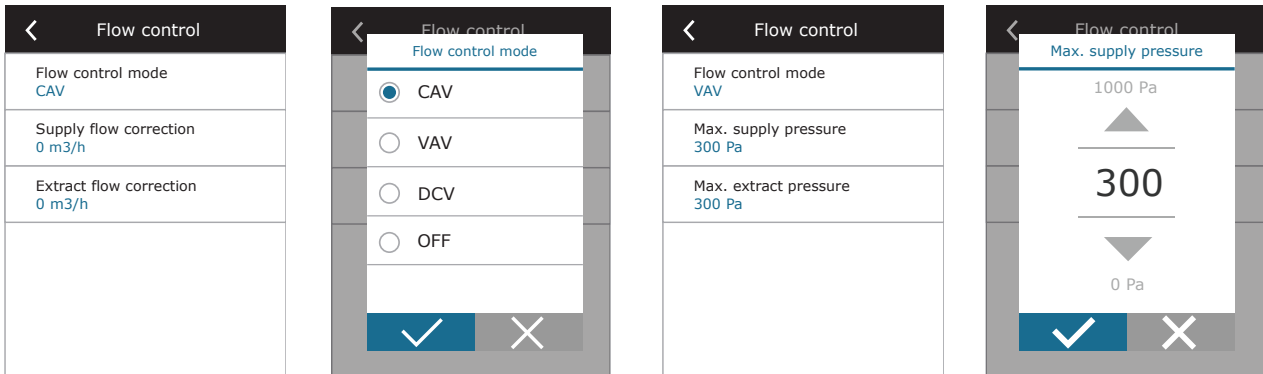 Flow control
Flow control mode
CAV
Supply flow correction
0 m3/h
Extract flow correction
0 m3/h
Flow control
Flow control mode
CAV
VAV
DCV
OFF
Flow control
Flow control mode
VAV
Max. supply pressure
300 Pa
Max. extract pressure
300 Pa
Flow control
Max. supply pressure
1000 Pa
300
0 Pa